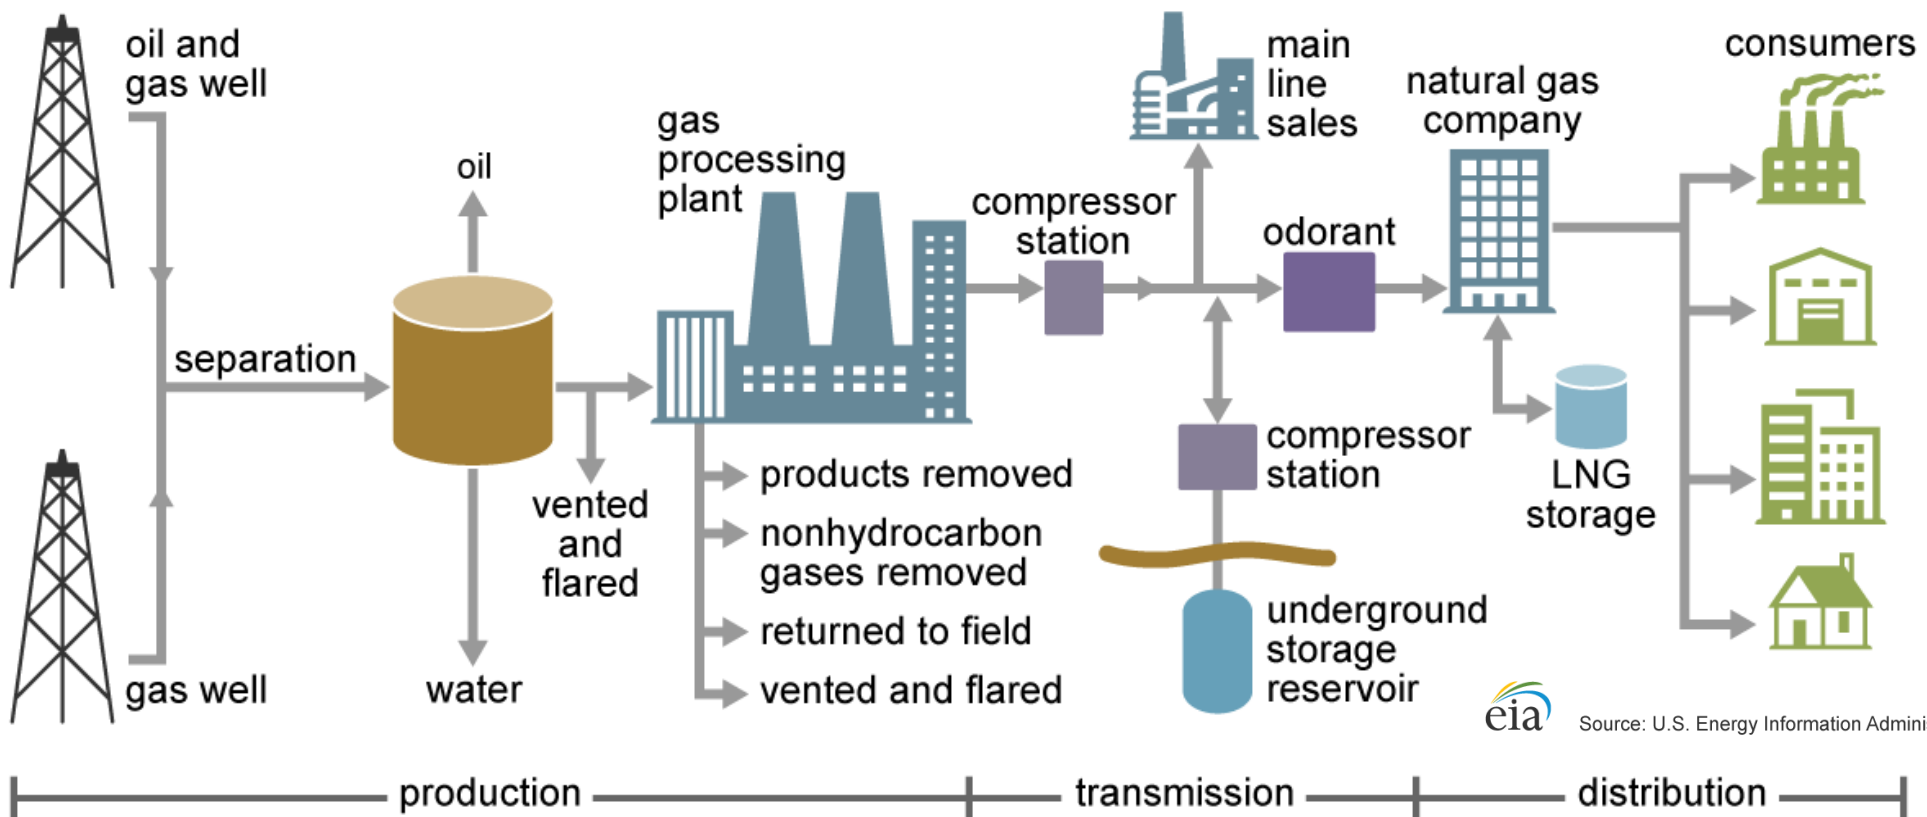 oil and
gas well
oil
separation
vented
and
flared
water
gas well
gas
processing
plant
products removed
nonhydrocarbon
gases removed
returned to field
vented and flared
compressor
station
main
line
sales
odorant
compressor
station
underground
storage
reservoir
natural gas
company
LNG
storage
consumers
eia
Source: U.S. Energy Information Adminis
production
transmission
distribution